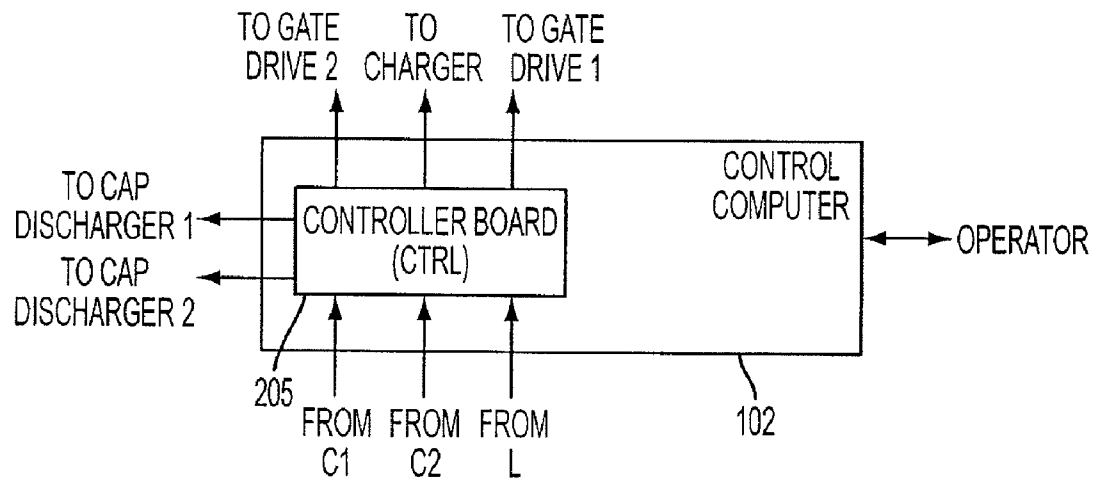 TO GATE
DRIVE 2
TO
CHARGER
TO GATE
DRIVE 1
CONTROL
COMPUTER
TO CAP
DISCHARGER 1
CONTROLLER BOARD
(CTRL)
OPERATOR
TO CAP
DISCHARGER 2
205
FROM
C1
FROM
C2
FROM
L
102